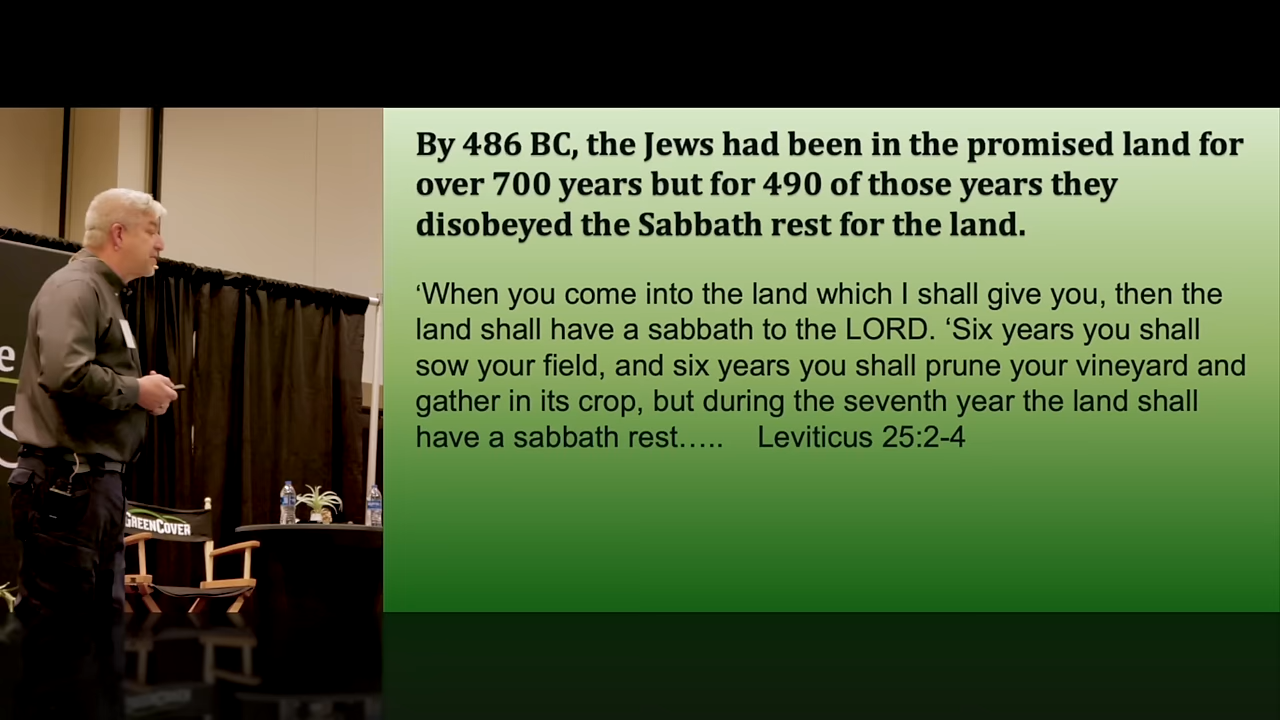 By 486 BC, the Jews had been in the promised land for
over 700 years but for 490 of those years they
disobeyed the Sabbath rest for the land.
‘When you come into the land which I shall give you, then the
land shall have a sabbath to the LORD. ‘Six years you shall
sow your field, and six years you shall prune your vineyard and
gather in its crop, but during the seventh year the land shall
have a sabbath rest….. Leviticus 25:2-4
e
S
GREENCOVER